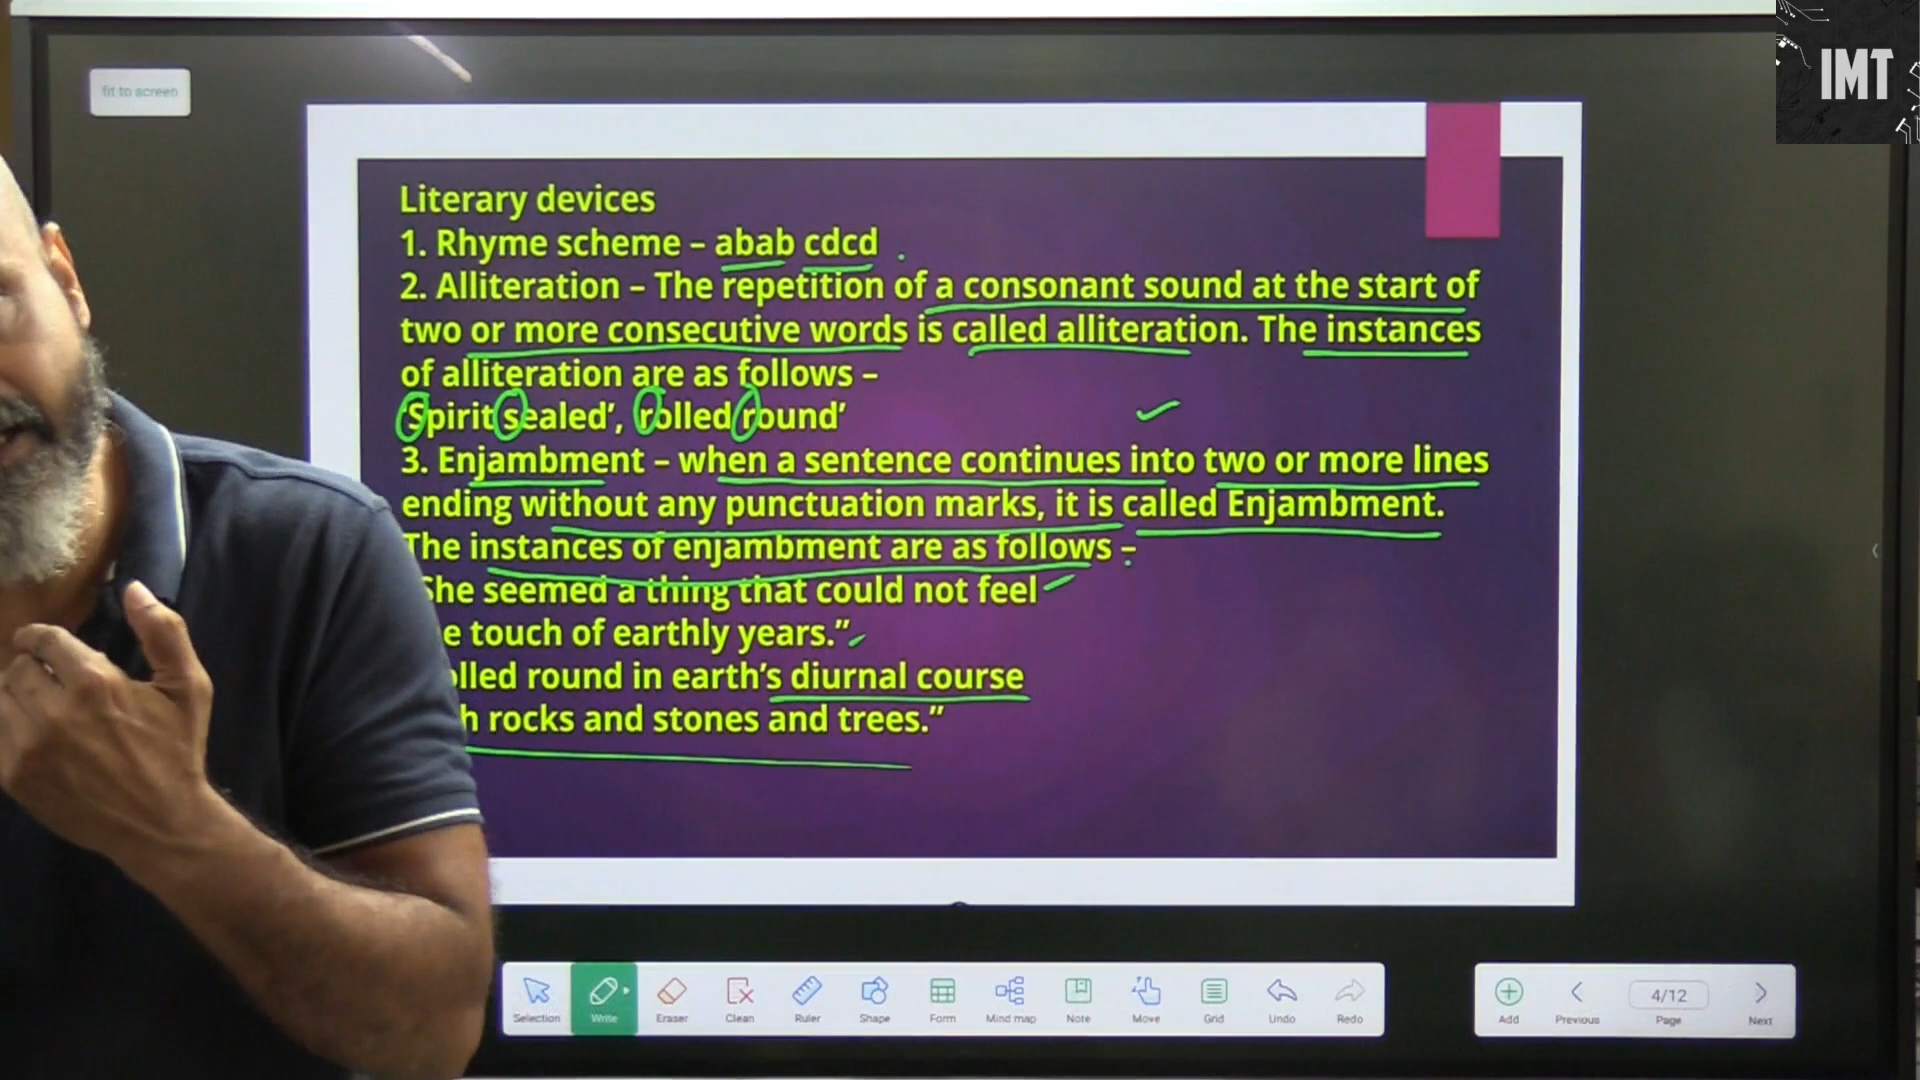 fit to screen
IMT
Literary devices
1. Rhyme scheme – abab cdcd
2. Alliteration – The repetition of a consonant sound at the start of
two or more consecutive words is called alliteration. The instances
of alliteration are as follows –
‘Spirit sealed’, rolled round’
3. Enjambment – when a sentence continues into two or more lines
ending without any punctuation marks, it is called Enjambment.
The instances of enjambment are as follows –
She seemed a thing that could not feel
touch of earthly years.”
round in earth’s diurnal course
rocks and stones and trees.”
Selection Write Eraser Clean Ruler Shape Form Mind map Note Move Grid Undo Redo
Add Previous 4/12 Page Next